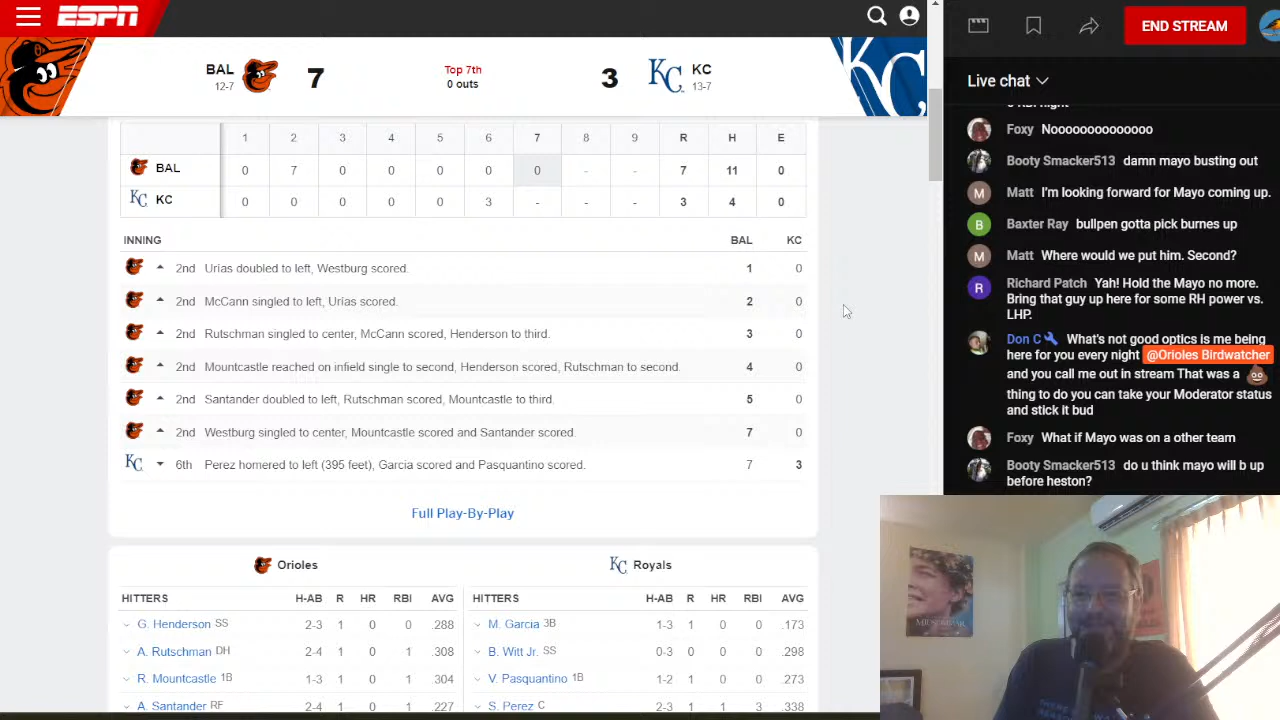 ESPN
END STREAM
BAL
12-7
7
Top 7th
0 outs
3
KC
13-7
Live chat
1 2 3 4 5 6 7 8 9 R H E
BAL 0 7 0 0 0 0 0 - - 7 11 0
KC 0 0 0 0 0 3 - - - 3 4 0
INNING BAL KC
2nd Urias doubled to left, Westburg scored. 1 0
2nd McCann singled to left, Urias scored. 2 0
2nd Rutschman singled to center, McCann scored, Henderson to third. 3 0
2nd Mountcastle reached on infield single to second, Henderson scored, Rutschman to second. 4 0
2nd Santander doubled to left, Rutschman scored, Mountcastle to third. 5 0
2nd Westburg singled to center, Mountcastle scored and Santander scored. 7 0
6th Perez homered to left (395 feet), Garcia scored and Pasquantino scored. 7 3
Full Play-By-Play
Orioles
HITTERS H-AB R HR RBI AVG
G. Henderson SS 2-3 1 0 0 .288
A. Rutschman DH 2-4 1 0 1 .308
R. Mountcastle 1B 1-3 1 0 1 .304
A. Santander RF 2-4 1 0 1 .227
Royals
HITTERS H-AB R HR RBI AVG
M. Garcia 3B 1-3 1 0 0 .173
B. Witt Jr. SS 0-3 0 0 0 .298
V. Pasquantino 1B 1-2 1 0 0 .273
S. Perez C 2-3 1 1 3 .338
Foxy Nooooooooooooo
Booty Smacker513 damn mayo busting out
M Matt I'm looking forward for Mayo coming up.
B Baxter Ray bullpen gotta pick burnes up
M Matt Where would we put him. Second?
R Richard Patch Yah! Hold the Mayo no more.
Bring that guy up here for some RH power vs.
LHP.
Don C What's not good optics is me being
here for you every night @Orioles Birdwatcher
and you call me out in stream That was a 💩
thing to do you can take your Moderator status
and stick it bud
Foxy What if Mayo was on a other team
Booty Smacker513 do u think mayo will b up
before heston?
MIDSOMMAR